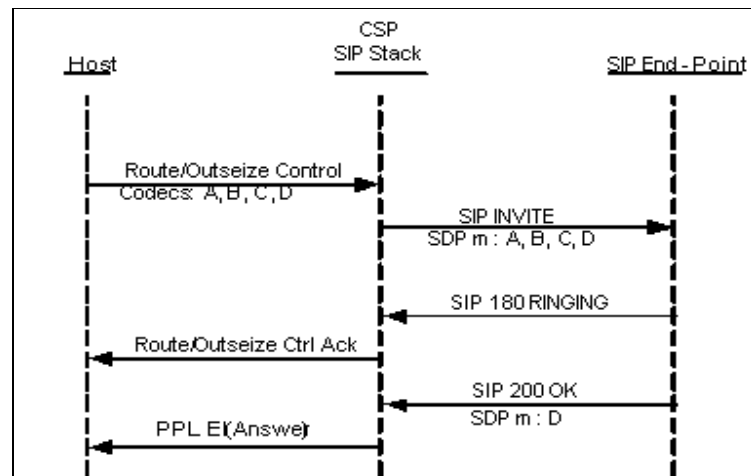 CSP
Host
SIP Stack
SIP End - Point
Route/Outseize Control
Codecs: A, B, C, D
SIP INVITE
SDP m : A, B, C, D
SIP 180 RINGING
Route/Outseize Ctrl Ack
SIP 200 OK
SDP m : D
PPL EI(Answer)